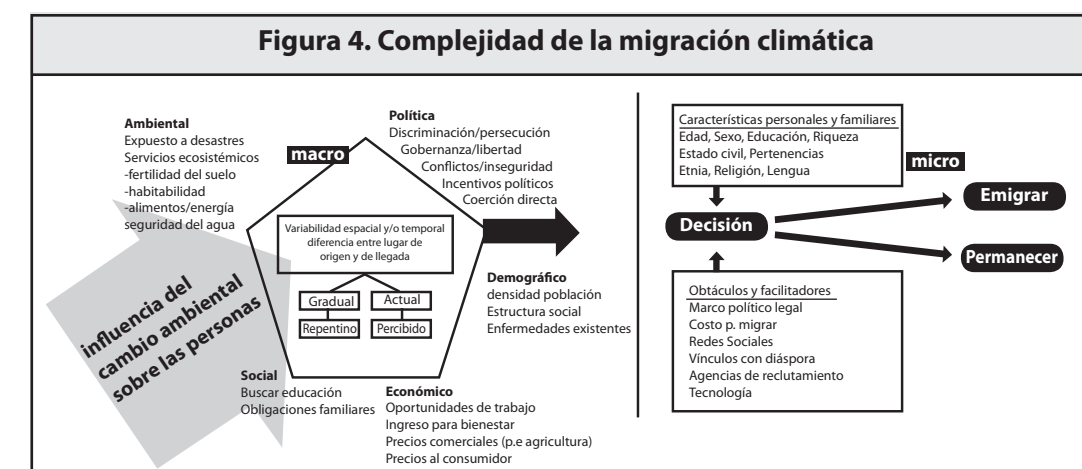 Figura 4. Complejidad de la migración climática
Ambiental
Expuesto a desastres
Servicios ecosistémicos
-fertilidad del suelo
-habitabilidad
-alimentos/energía
seguridad del agua
macro
Política
Discriminación/persecución
Gobernanza/libertad
Conflictos/inseguridad
Incentivos políticos
Coerción directa
Variabilidad espacial y/o temporal
diferencia entre lugar de
origen y de llegada
Gradual
Actual
Repentino
Percibido
influencia del
cambio ambiental
sobre las personas
Demográfico
densidad población
Estructura social
Enfermedades existentes
Social
Buscar educación
Obligaciones familiares
Económico
Oportunidades de trabajo
Ingreso para bienestar
Precios comerciales (p.e agricultura)
Precios al consumidor
Características personales y familiares
Edad, Sexo, Educación, Riqueza
Estado civil, Pertenencias
Etnia, Religión, Lengua
micro
Decisión
Emigrar
Permanecer
Obtáculos y facilitadores
Marco político legal
Costo p. migrar
Redes Sociales
Vínculos con diáspora
Agencias de reclutamiento
Tecnología